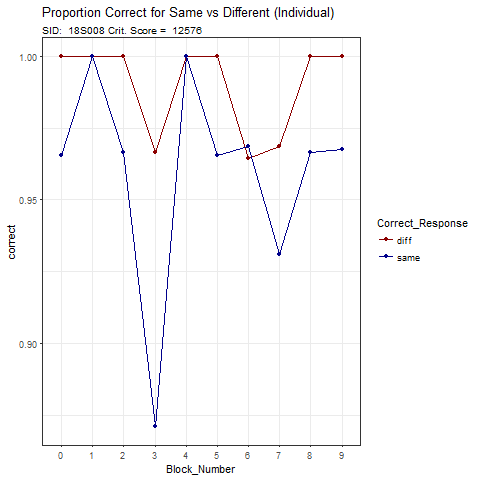 Proportion Correct for Same vs Different (Individual)
SID:  18S008 Crit. Score =  12576
1.00
0.95
0.90
correct
0 1 2 3 4 5 6 7 8 9
Block_Number
Correct_Response
diff
same